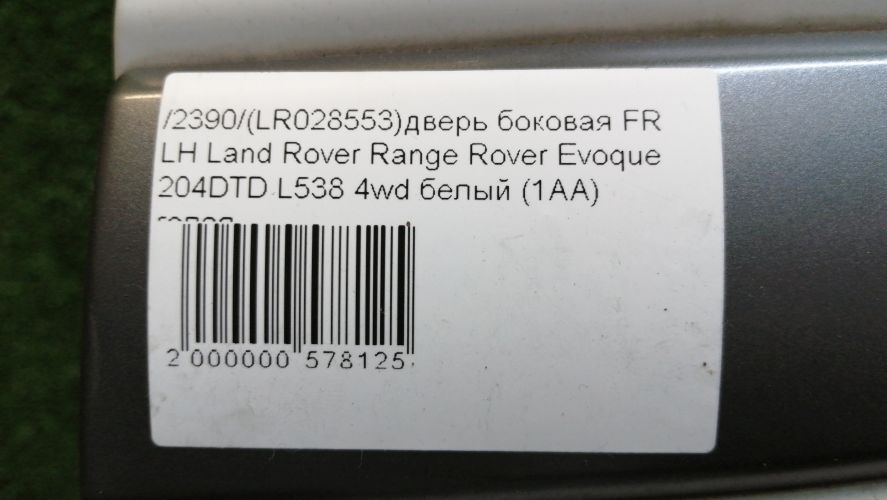 /2390/(LR028553)дверь боковая FR
LH Land Rover Range Rover Evoque
204DTD L538 4wd белый (1AA)
2 000000 578125